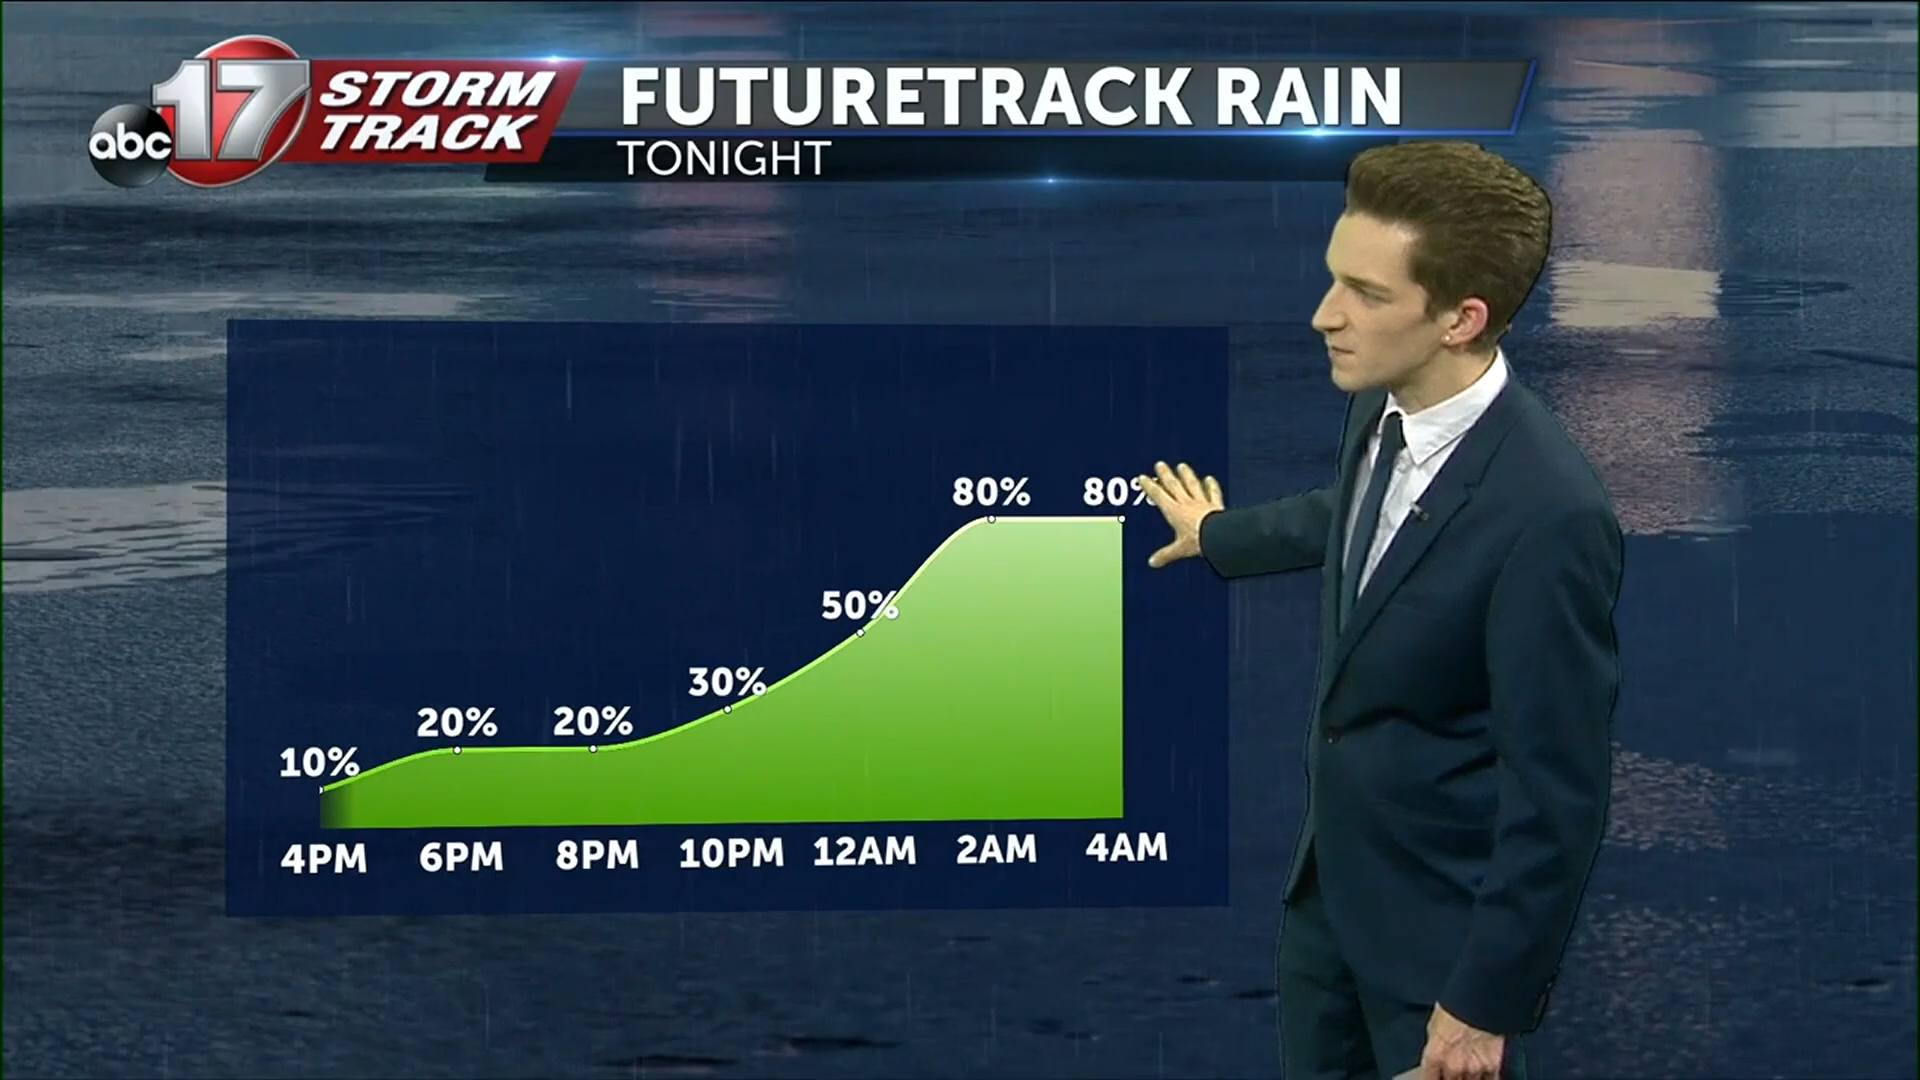 abc 17 STORM TRACK
FUTURETRACK RAIN
TONIGHT
80% 80%
50%
30%
20% 20%
10%
4PM 6PM 8PM 10PM 12AM 2AM 4AM